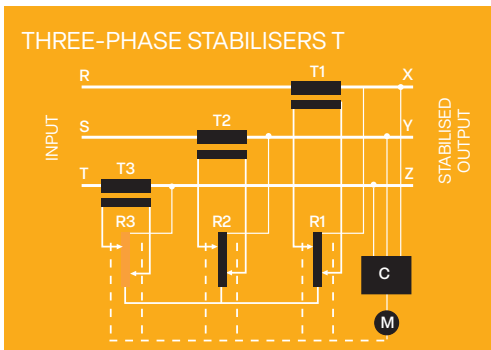 THREE-PHASE STABILISERS T
T1
R
X
T2
S
Y
T3
T
Z
INPUT
STABILISED
OUTPUT
R3
R2
R1
C
M